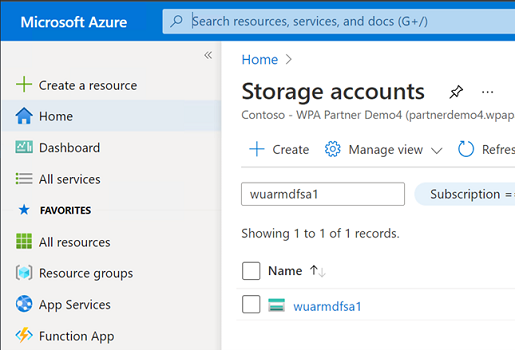 Microsoft Azure
Search resources, services, and docs (G+/)
«
Create a resource
Home
Dashboard
All services
FAVORITES
All resources
Resource groups
App Services
Function App
Home >
Storage accounts
...
Contoso - WPA Partner Demo4 (partnerdemo4.wpap
Create
Manage view
Refres
wuarmdfsa1
Subscription =
Showing 1 to 1 of 1 records.
Name ↑↓
wuarmdfsa1